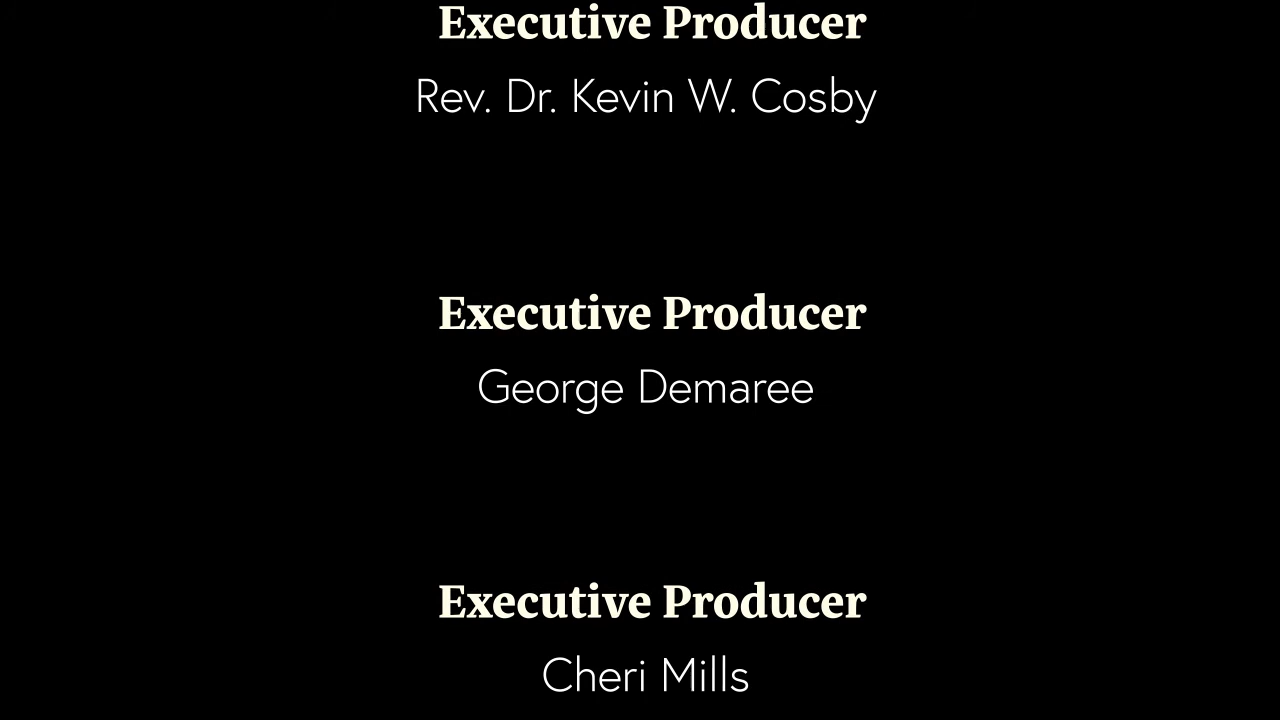 Executive Producer
Rev. Dr. Kevin W. Cosby
Executive Producer
George Demaree
Executive Producer
Cheri Mills